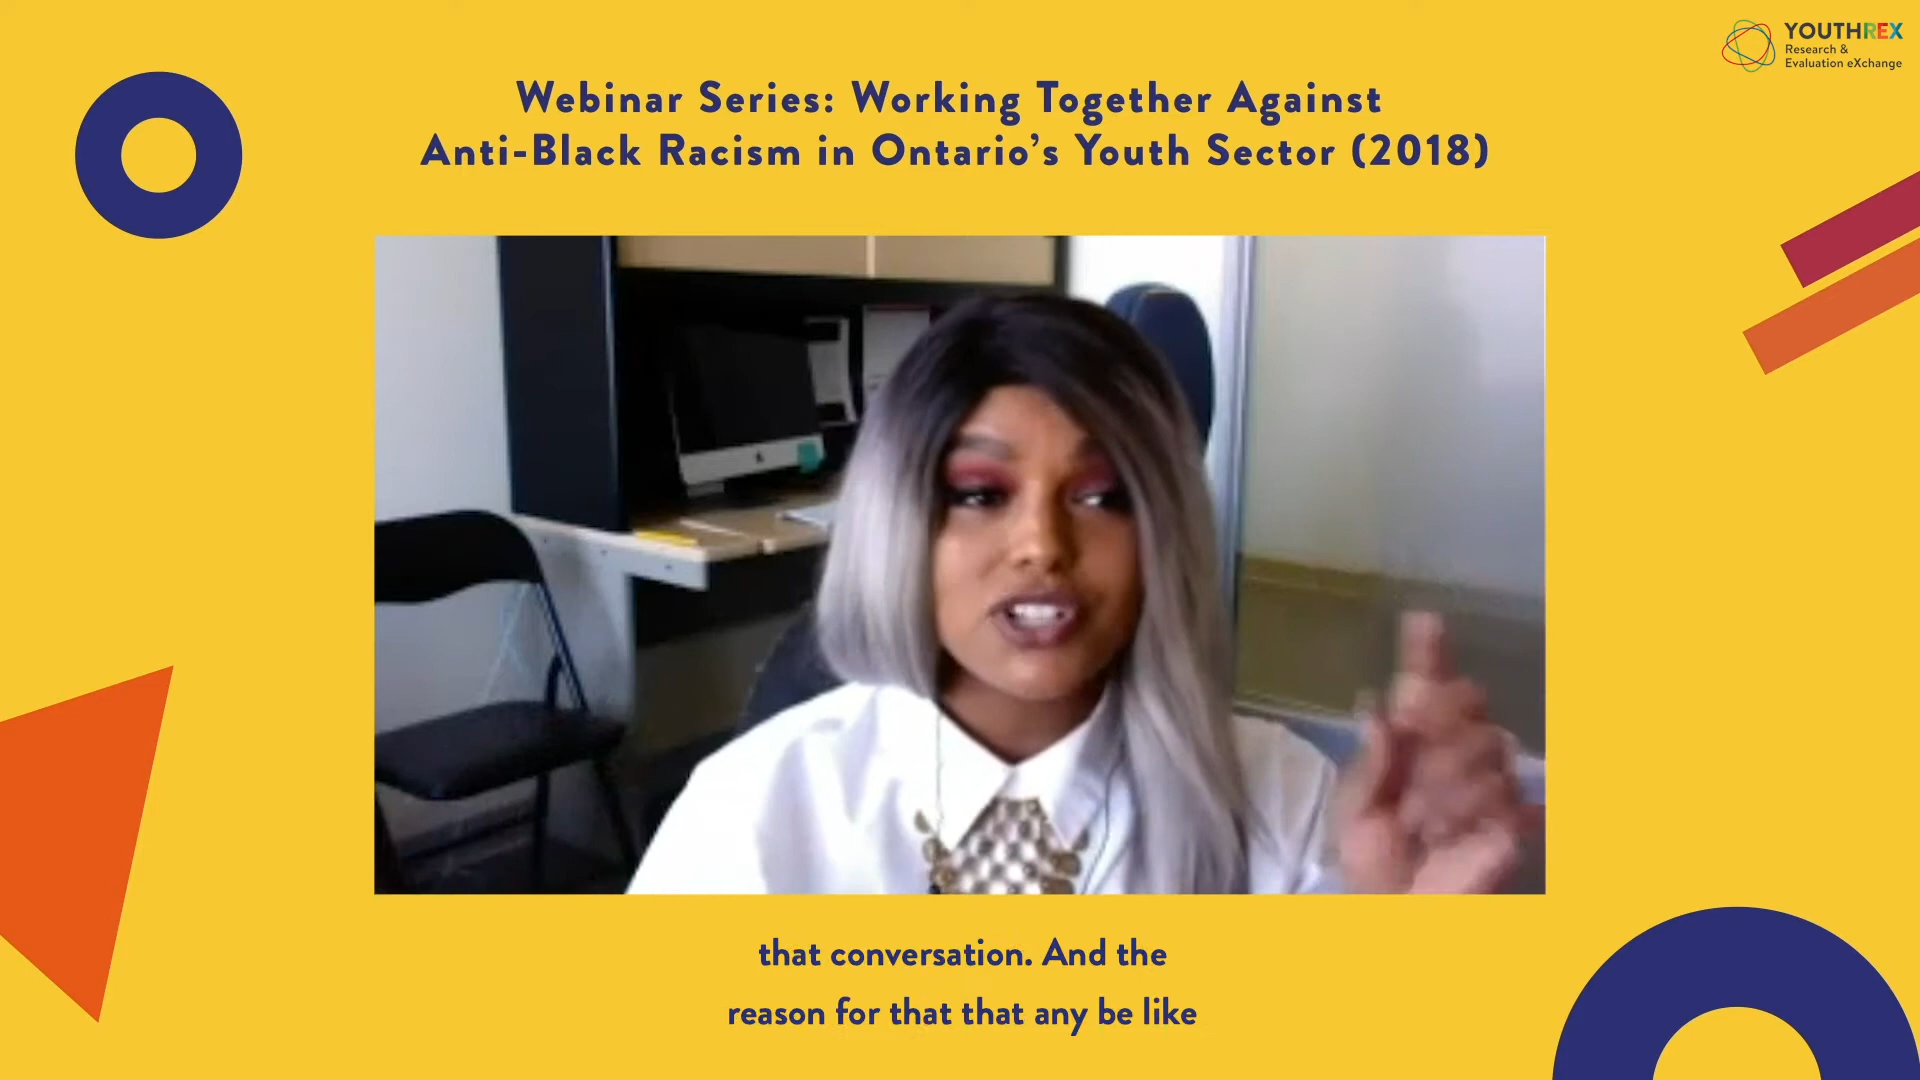 YOUTHREX
Research &
Evaluation eXchange
Webinar Series: Working Together Against
Anti-Black Racism in Ontario’s Youth Sector (2018)
that conversation. And the
reason for that that any be like